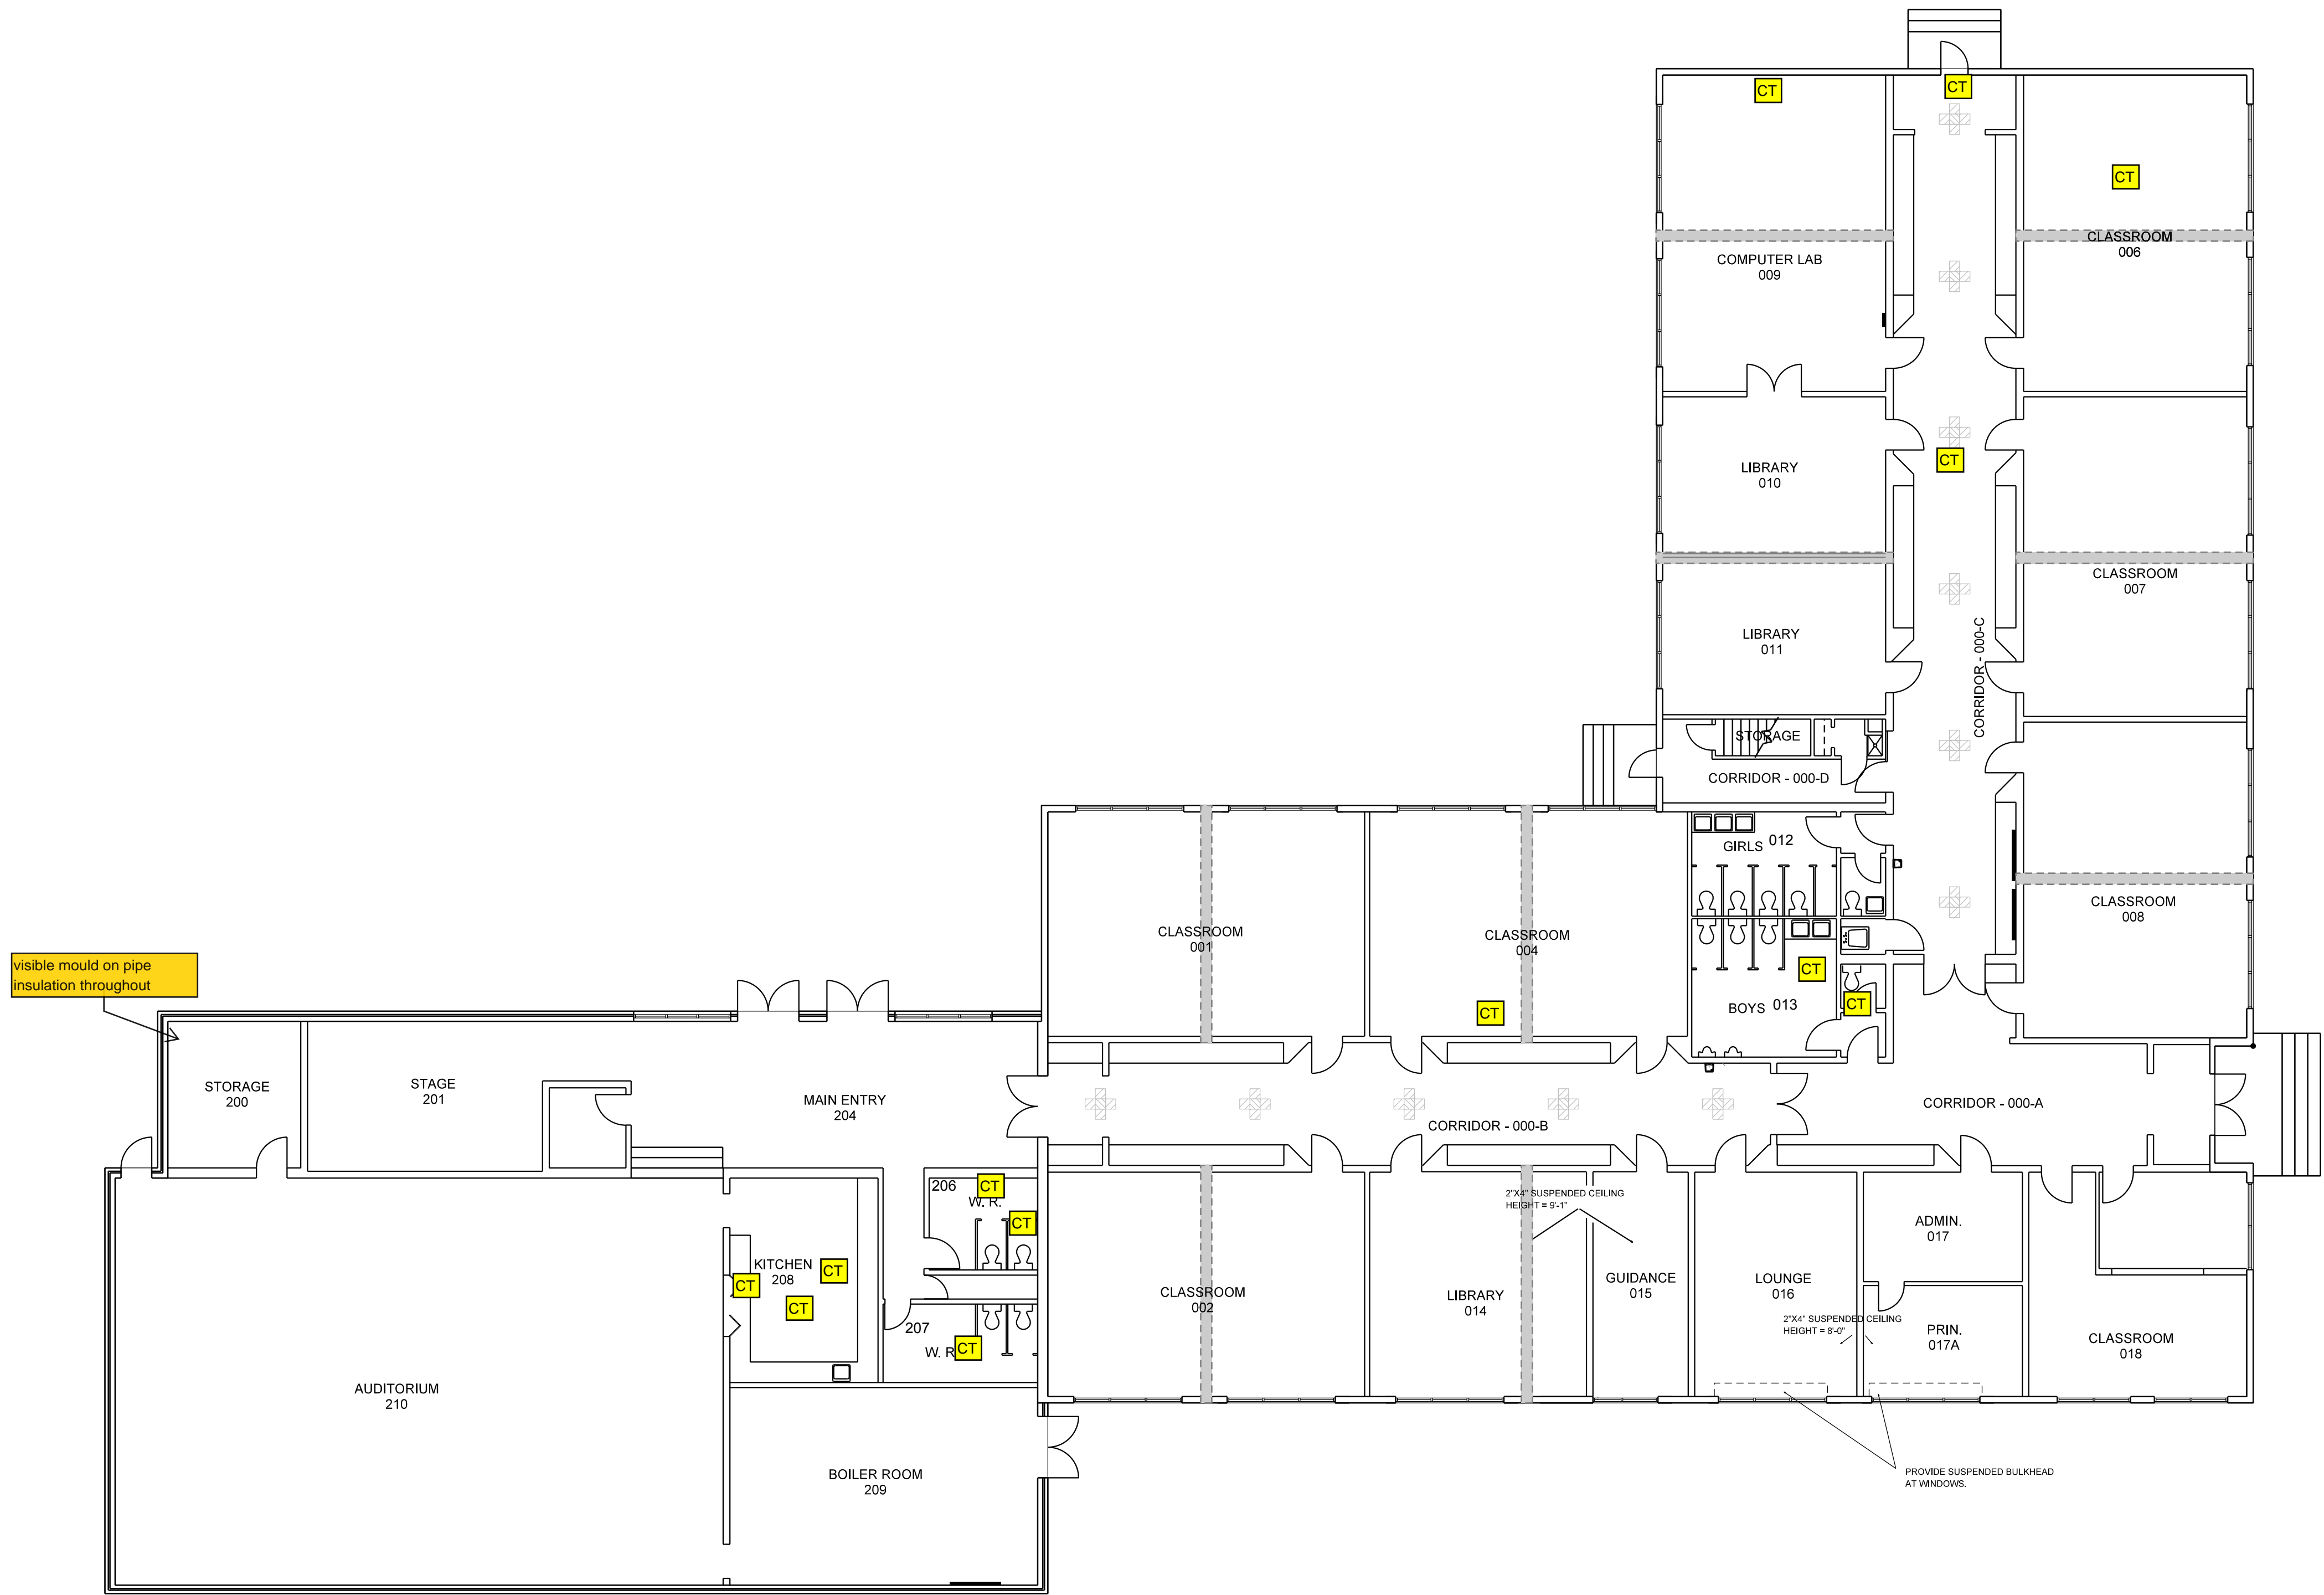 CT
CT
CT
CLASSROOM
006
COMPUTER LAB
009
CT
LIBRARY
010
CLASSROOM
007
LIBRARY
011
CORRIDOR - 000-C
STORAGE
CORRIDOR - 000-D
GIRLS 012
CLASSROOM
008
CLASSROOM
001
CLASSROOM
004
CT
CT
CT
BOYS 013
visible mould on pipe
insulation throughout
STORAGE
200
STAGE
201
MAIN ENTRY
204
CORRIDOR - 000-B
CORRIDOR - 000-A
206
CT
W. R.
CT
2"X4" SUSPENDED CEILING
HEIGHT = 9'-1"
ADMIN.
017
KITCHEN
208
CT
CT
CT
CLASSROOM
002
LIBRARY
014
GUIDANCE
015
LOUNGE
016
2"X4" SUSPENDED CEILING
HEIGHT = 8'-0"
PRIN.
017A
CLASSROOM
018
207
W. R
CT
AUDITORIUM
210
BOILER ROOM
209
PROVIDE SUSPENDED BULKHEAD
AT WINDOWS.